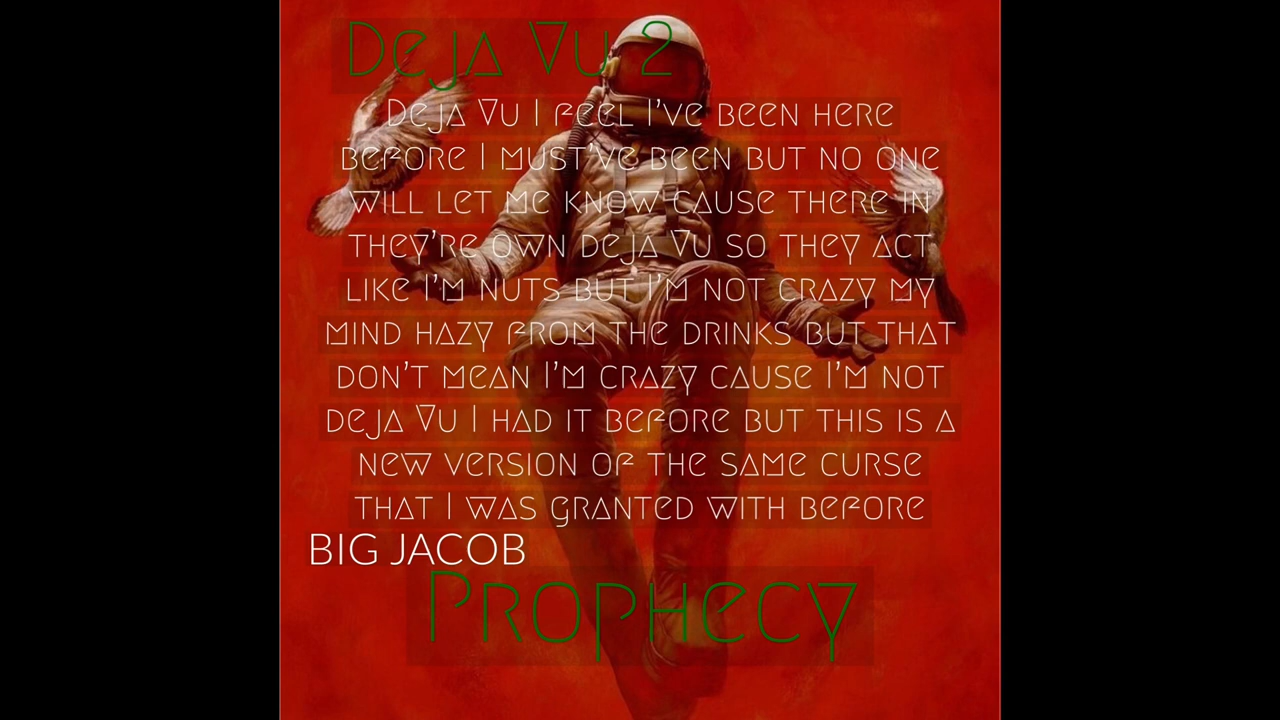 Deja Vu 2
Deja Vu I feel I've been here
before I must've been but no one
will let me know cause there in
they're own deja Vu so they act
like I'm nuts but I'm not crazy my
mind hazy from the drinks but that
don't mean I'm crazy cause I'm not
deja Vu I had it before but this is a
new version of the same curse
that I was granted with before
BIG JACOB
Prophecy